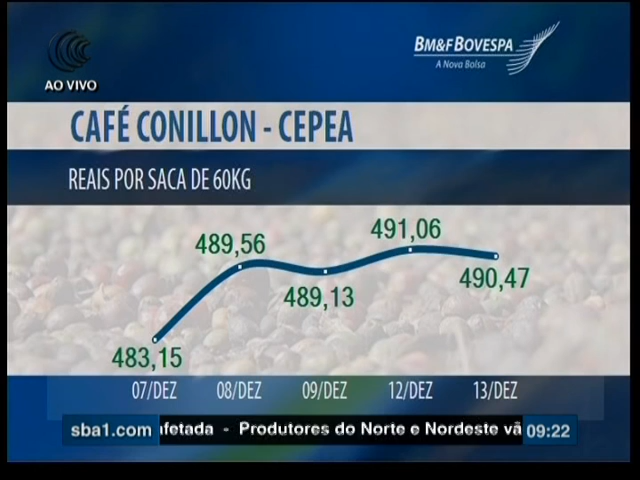 AO VIVO
BM&FBOVESPA
A Nova Bolsa
CAFÉ CONILLON - CEPEA
REAIS POR SACA DE 60KG
483,15
489,56
489,13
491,06
490,47
07/DEZ
08/DEZ
09/DEZ
12/DEZ
13/DEZ
sba1.com
fetada - Produtores do Norte e Nordeste vã
09:22